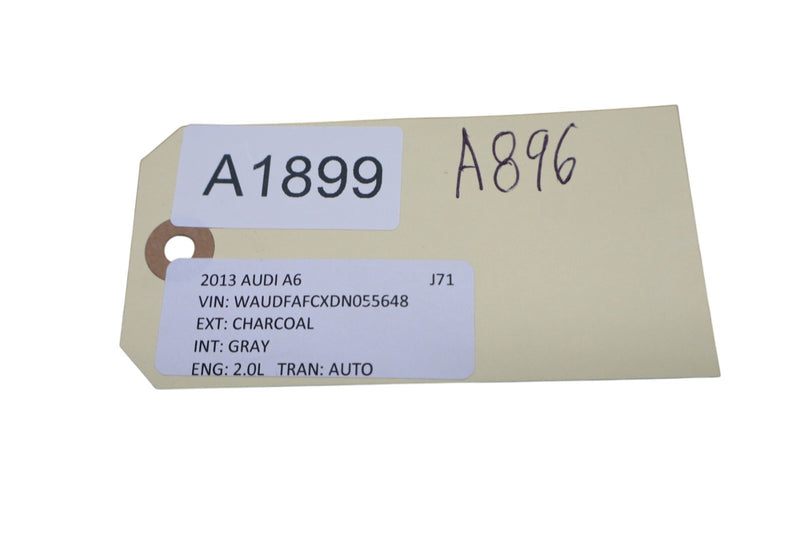 A1899
A896
2013 AUDI A6 J71
VIN: WAUDFAFCXDN055648
EXT: CHARCOAL
INT: GRAY
ENG: 2.0L TRAN: AUTO